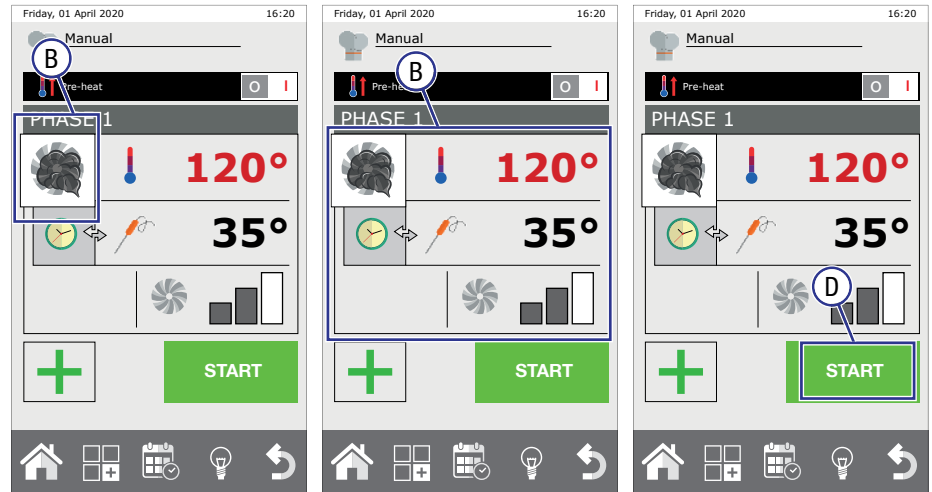 Friday, 01 April 2020 16:20
Manual
B
Pre-heat O I
PHASE 1
120°
35°
START
Friday, 01 April 2020 16:20
Manual
B
Pre-he O I
PHASE 1
120°
35°
START
Friday, 01 April 2020 16:20
Manual
Pre-heat O I
PHASE 1
120°
35°
D
START